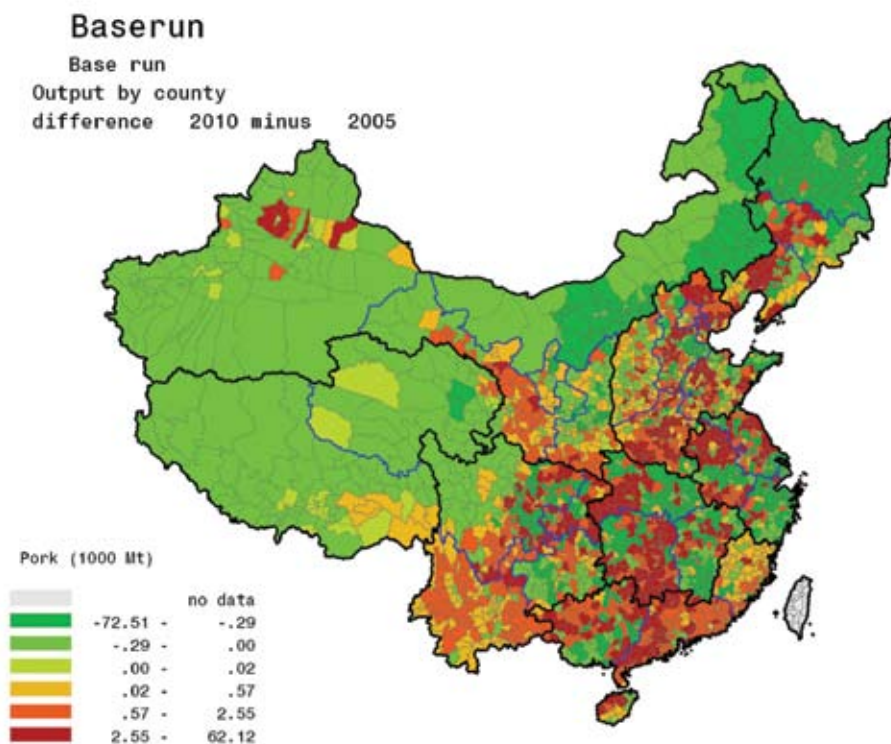 Baserun
Base run
Output by county
difference 2010 minus 2005
Pork (1000 Mt)
no data
-72.51 - -.29
-.29 - .00
.00 - .02
.02 - .57
.57 - 2.55
2.55 - 62.12